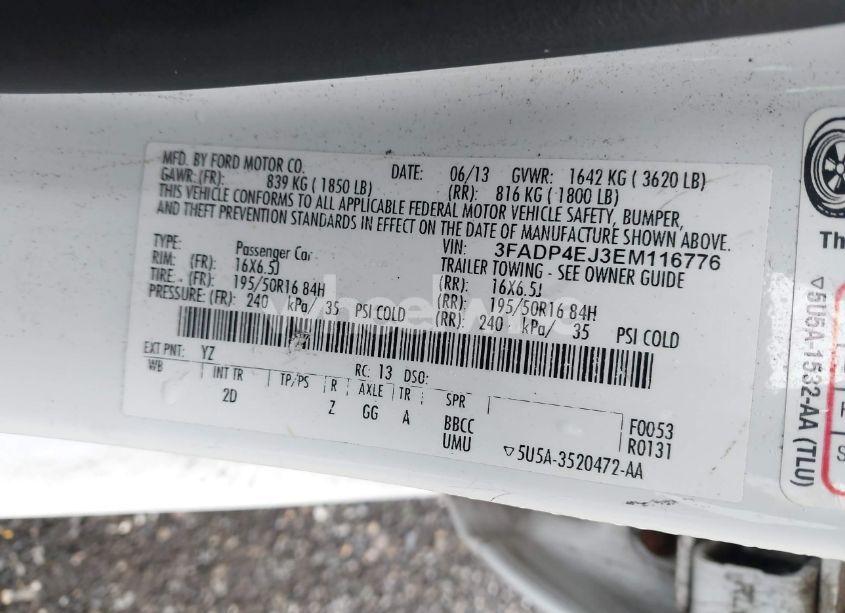 MFD. BY FORD MOTOR CO.
DATE: 06/13 GVWR: 1642 KG ( 3620 LB)
GAWR: (FR): 839 KG ( 1850 LB) (RR): 816 KG ( 1800 LB)
THIS VEHICLE CONFORMS TO ALL APPLICABLE FEDERAL MOTOR VEHICLE SAFETY, BUMPER,
AND THEFT PREVENTION STANDARDS IN EFFECT ON THE DATE OF MANUFACTURE SHOWN ABOVE.
VIN: 3FADP4EJ3EM116776
TYPE: Passenger Car TRAILER TOWING - SEE OWNER GUIDE
RIM: (FR): 16X6.5J (RR): 16X6.5J
TIRE: (FR): 195/50R16 84H (RR): 195/50R16 84H
PRESSURE: (FR): 240 kPa/ 35 PSI COLD (RR): 240 kPa/ 35 PSI COLD
EXT PNT: YZ RC: 13 DSO:
WB INT TR TP/PS R AXLE TR SPR
2D Z GG A BBCC
UMU
F0053
R0131
▽5U5A-3520472-AA
Th
▽5U5A-1532-AA (TLU)